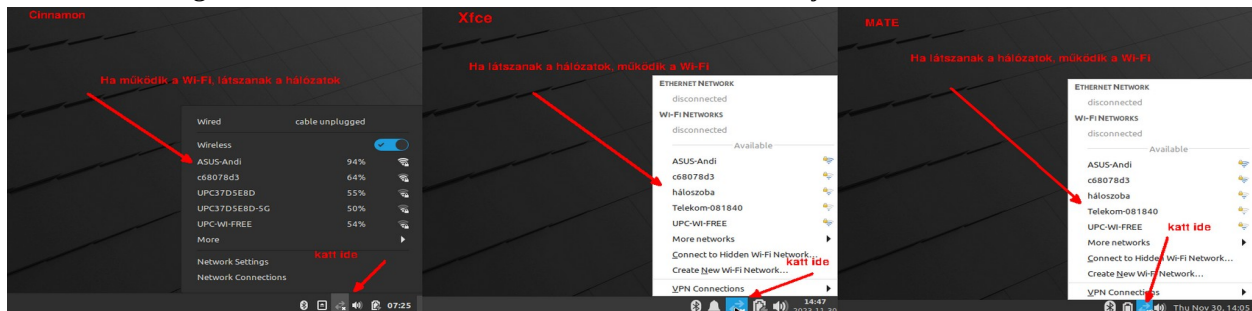 Cinnamon
Ha működik a WI-FI, látszanak a hálózatok
Wired cable unplugged
Wireless
ASUS-Andi 94%
c68078d3 64%
UPC37D5E8D 55%
UPC37D5E8D-5G 50%
UPC-WI-FREE 54%
More
katt ide
Network Settings
Network Connections
07:25
Xfce
Ha látszanak a hálózatok, működik a Wi-Fi
ETHERNET NETWORK
disconnected
WI-FI NETWORKS
disconnected
Available
ASUS-Andi
c68078d3
háloszoba
Telekom-081840
UPC-WI-FREE
More networks
Connect to Hidden Wi-Fi Network...
katt ide
Create New Wi-Fi Network...
VPN Connections
14:47
2023-11-30
MATE
Ha látszanak a hálózatok, működik a Wi-Fi
ETHERNET NETWORK
disconnected
WI-FI NETWORKS
disconnected
Available
ASUS-Andi
c68078d3
hálószoba
Telekom-081840
UPC-WI-FREE
katt ide
More networks
Connect to Hidden Wi-Fi Network...
Create New Wi-Fi Network...
VPN Connections
Thu Nov 30, 14:05